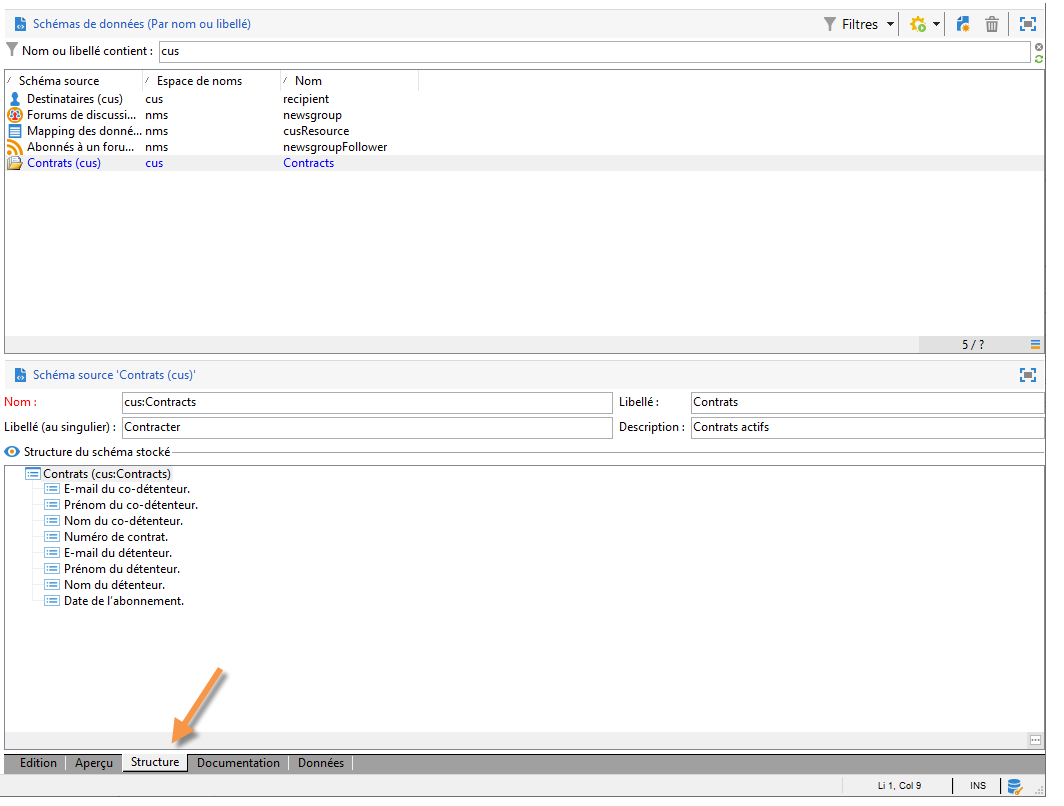 Schémas de données (Par nom ou libellé) Filtres
Nom ou libellé contient : cus
Schéma source Espace de noms Nom
Destinataires (cus) cus recipient
Forums de discussi... nms newsgroup
Mapping des donné... nms cusResource
Abonnés à un foru... nms newsgroupFollower
Contrats (cus) cus Contracts
5 / ?
Schéma source 'Contrats (cus)'
Nom : cus:Contracts Libellé : Contrats
Libellé (au singulier) : Contracter Description : Contrats actifs
Structure du schéma stocké
Contrats (cus:Contracts)
E-mail du co-détenteur.
Prénom du co-détenteur.
Nom du co-détenteur.
Numéro de contrat.
E-mail du détenteur.
Prénom du détenteur.
Nom du détenteur.
Date de l'abonnement.
Edition Aperçu Structure Documentation Données
Li 1, Col 9 INS